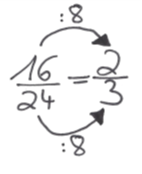 :8
16/24 = 2/3
:8